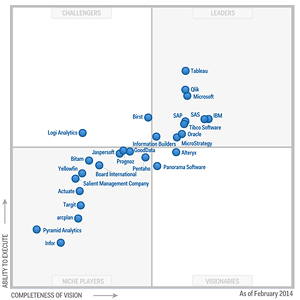 CHALLENGERS
LEADERS
Tableau
Qlik
Microsoft
SAP
SAS
IBM
Birst
Tibco Software
Oracle
Logi Analytics
Information Builders
MicroStrategy
Jaspersoft
GoodData
Alteryx
Bitam
Prognoz
Pentaho
Panorama Software
Yellowfin
Board International
Salient Management Company
Actuate
Targit
arcplan
Pyramid Analytics
Infor
ABILITY TO EXECUTE
NICHE PLAYERS
VISIONARIES
COMPLETENESS OF VISION
As of February 2014